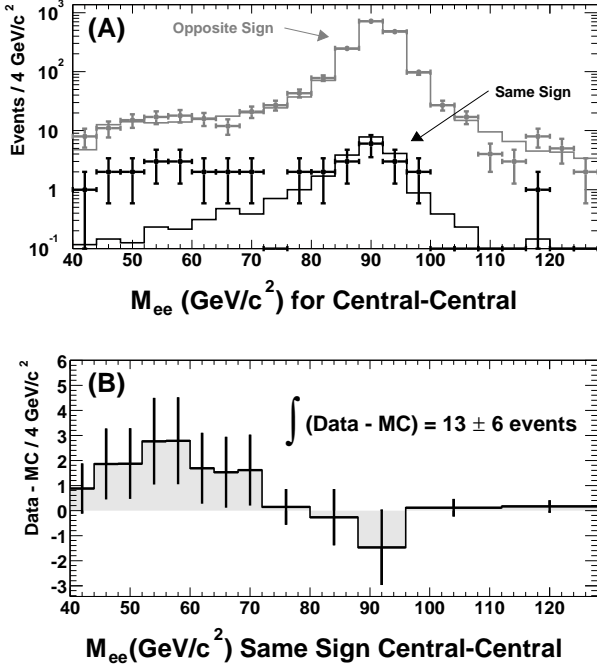 (A)
Opposite Sign
Same Sign
Events / 4 GeV/c²
10³
10²
10
1
10⁻¹
40 50 60 70 80 90 100 110 120
M_ee (GeV/c²) for Central-Central
(B)
∫ (Data - MC) = 13 ± 6 events
Data - MC / 4 GeV/c²
6
5
4
3
2
1
0
-1
-2
-3
40 50 60 70 80 90 100 110 120
M_ee(GeV/c²) Same Sign Central-Central